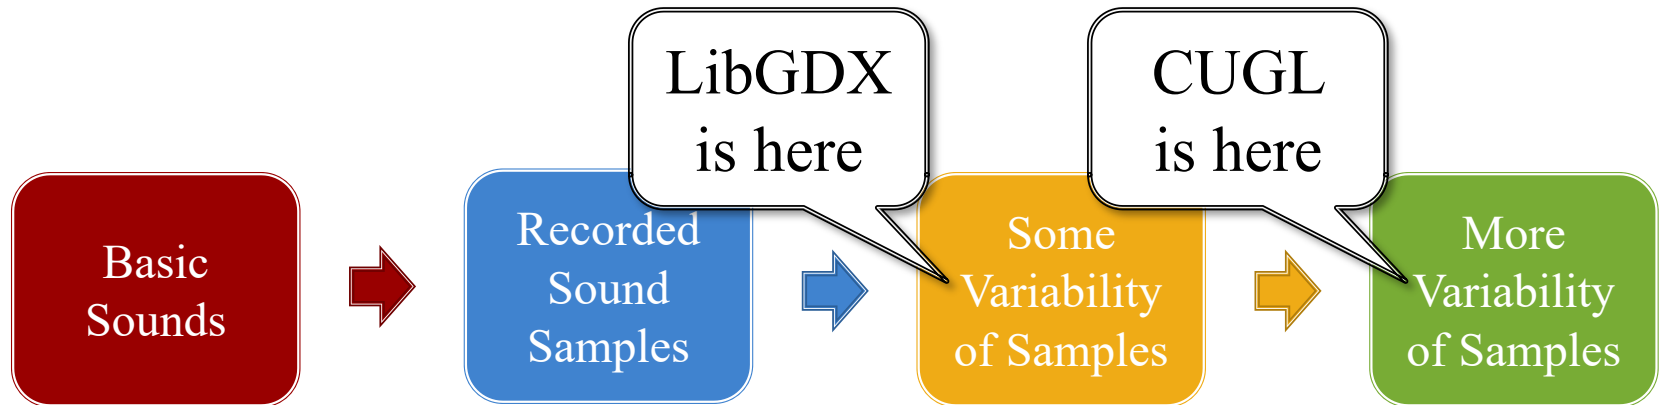 LibGDX
is here
CUGL
is here
Basic
Sounds
Recorded
Sound
Samples
Some
Variability
of Samples
More
Variability
of Samples